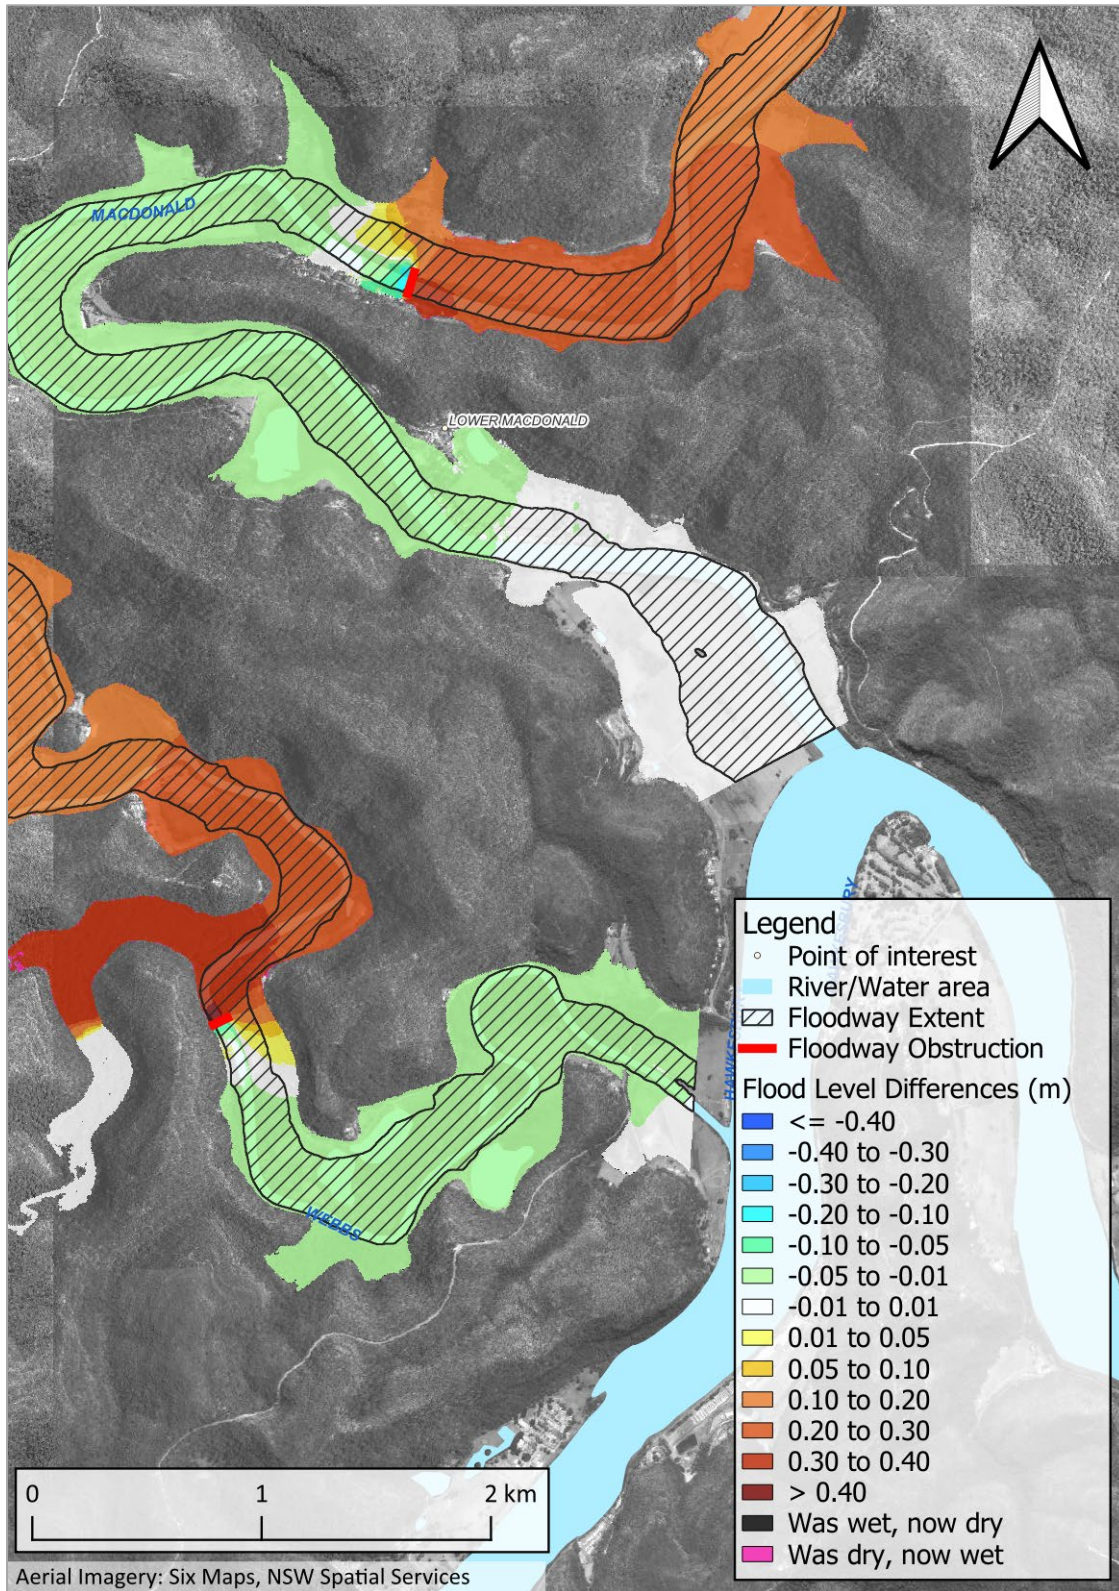 MACDONALD
LOWER MACDONALD
WEBBS
HAWKESBURY
Legend
Point of interest
River/Water area
Floodway Extent
Floodway Obstruction
Flood Level Differences (m)
<= -0.40
-0.40 to -0.30
-0.30 to -0.20
-0.20 to -0.10
-0.10 to -0.05
-0.05 to -0.01
-0.01 to 0.01
0.01 to 0.05
0.05 to 0.10
0.10 to 0.20
0.20 to 0.30
0.30 to 0.40
> 0.40
Was wet, now dry
Was dry, now wet
0 1 2 km
Aerial Imagery: Six Maps, NSW Spatial Services